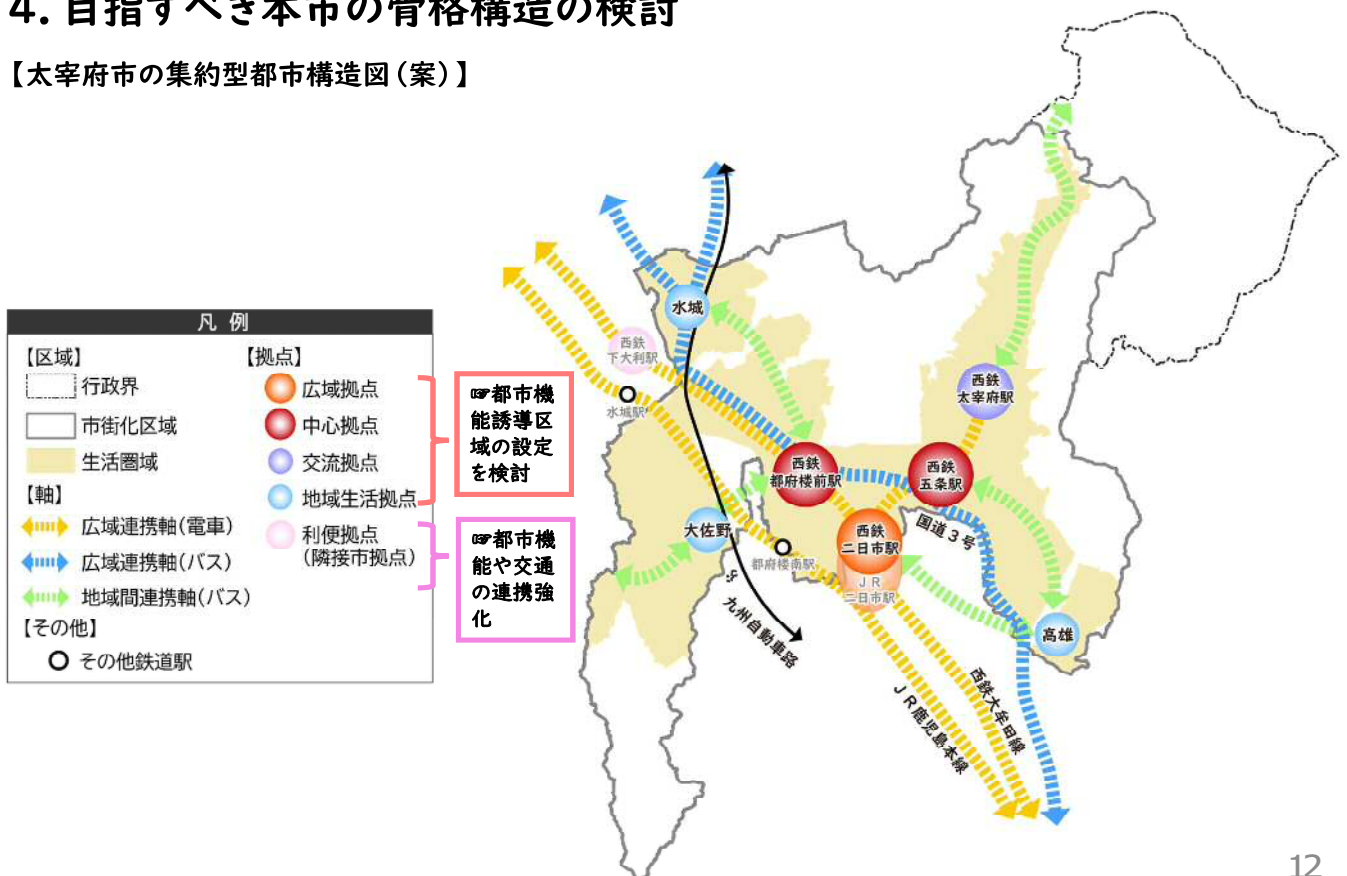 4. 目指すべき本市の骨格構造の検討
【太宰府市の集約型都市構造図(案)】
凡 例
【区域】
行政界
市街化区域
生活圏域
【軸】
広域連携軸(電車)
広域連携軸(バス)
地域間連携軸(バス)
【その他】
その他鉄道駅
【拠点】
広域拠点
中心拠点
交流拠点
地域生活拠点
利便拠点
(隣接市拠点)
☞都市機
能誘導区
域の設定
を検討
☞都市機
能や交通
の連携強
化
水城
西鉄
下大利駅
水城駅
西鉄
太宰府駅
西鉄
都府楼前駅
西鉄
五条駅
大佐野
都府楼南駅
西鉄
二日市駅
JR
二日市駅
国道3号
高雄
九州自動車路
西鉄大牟田線
JR鹿児島本線
12